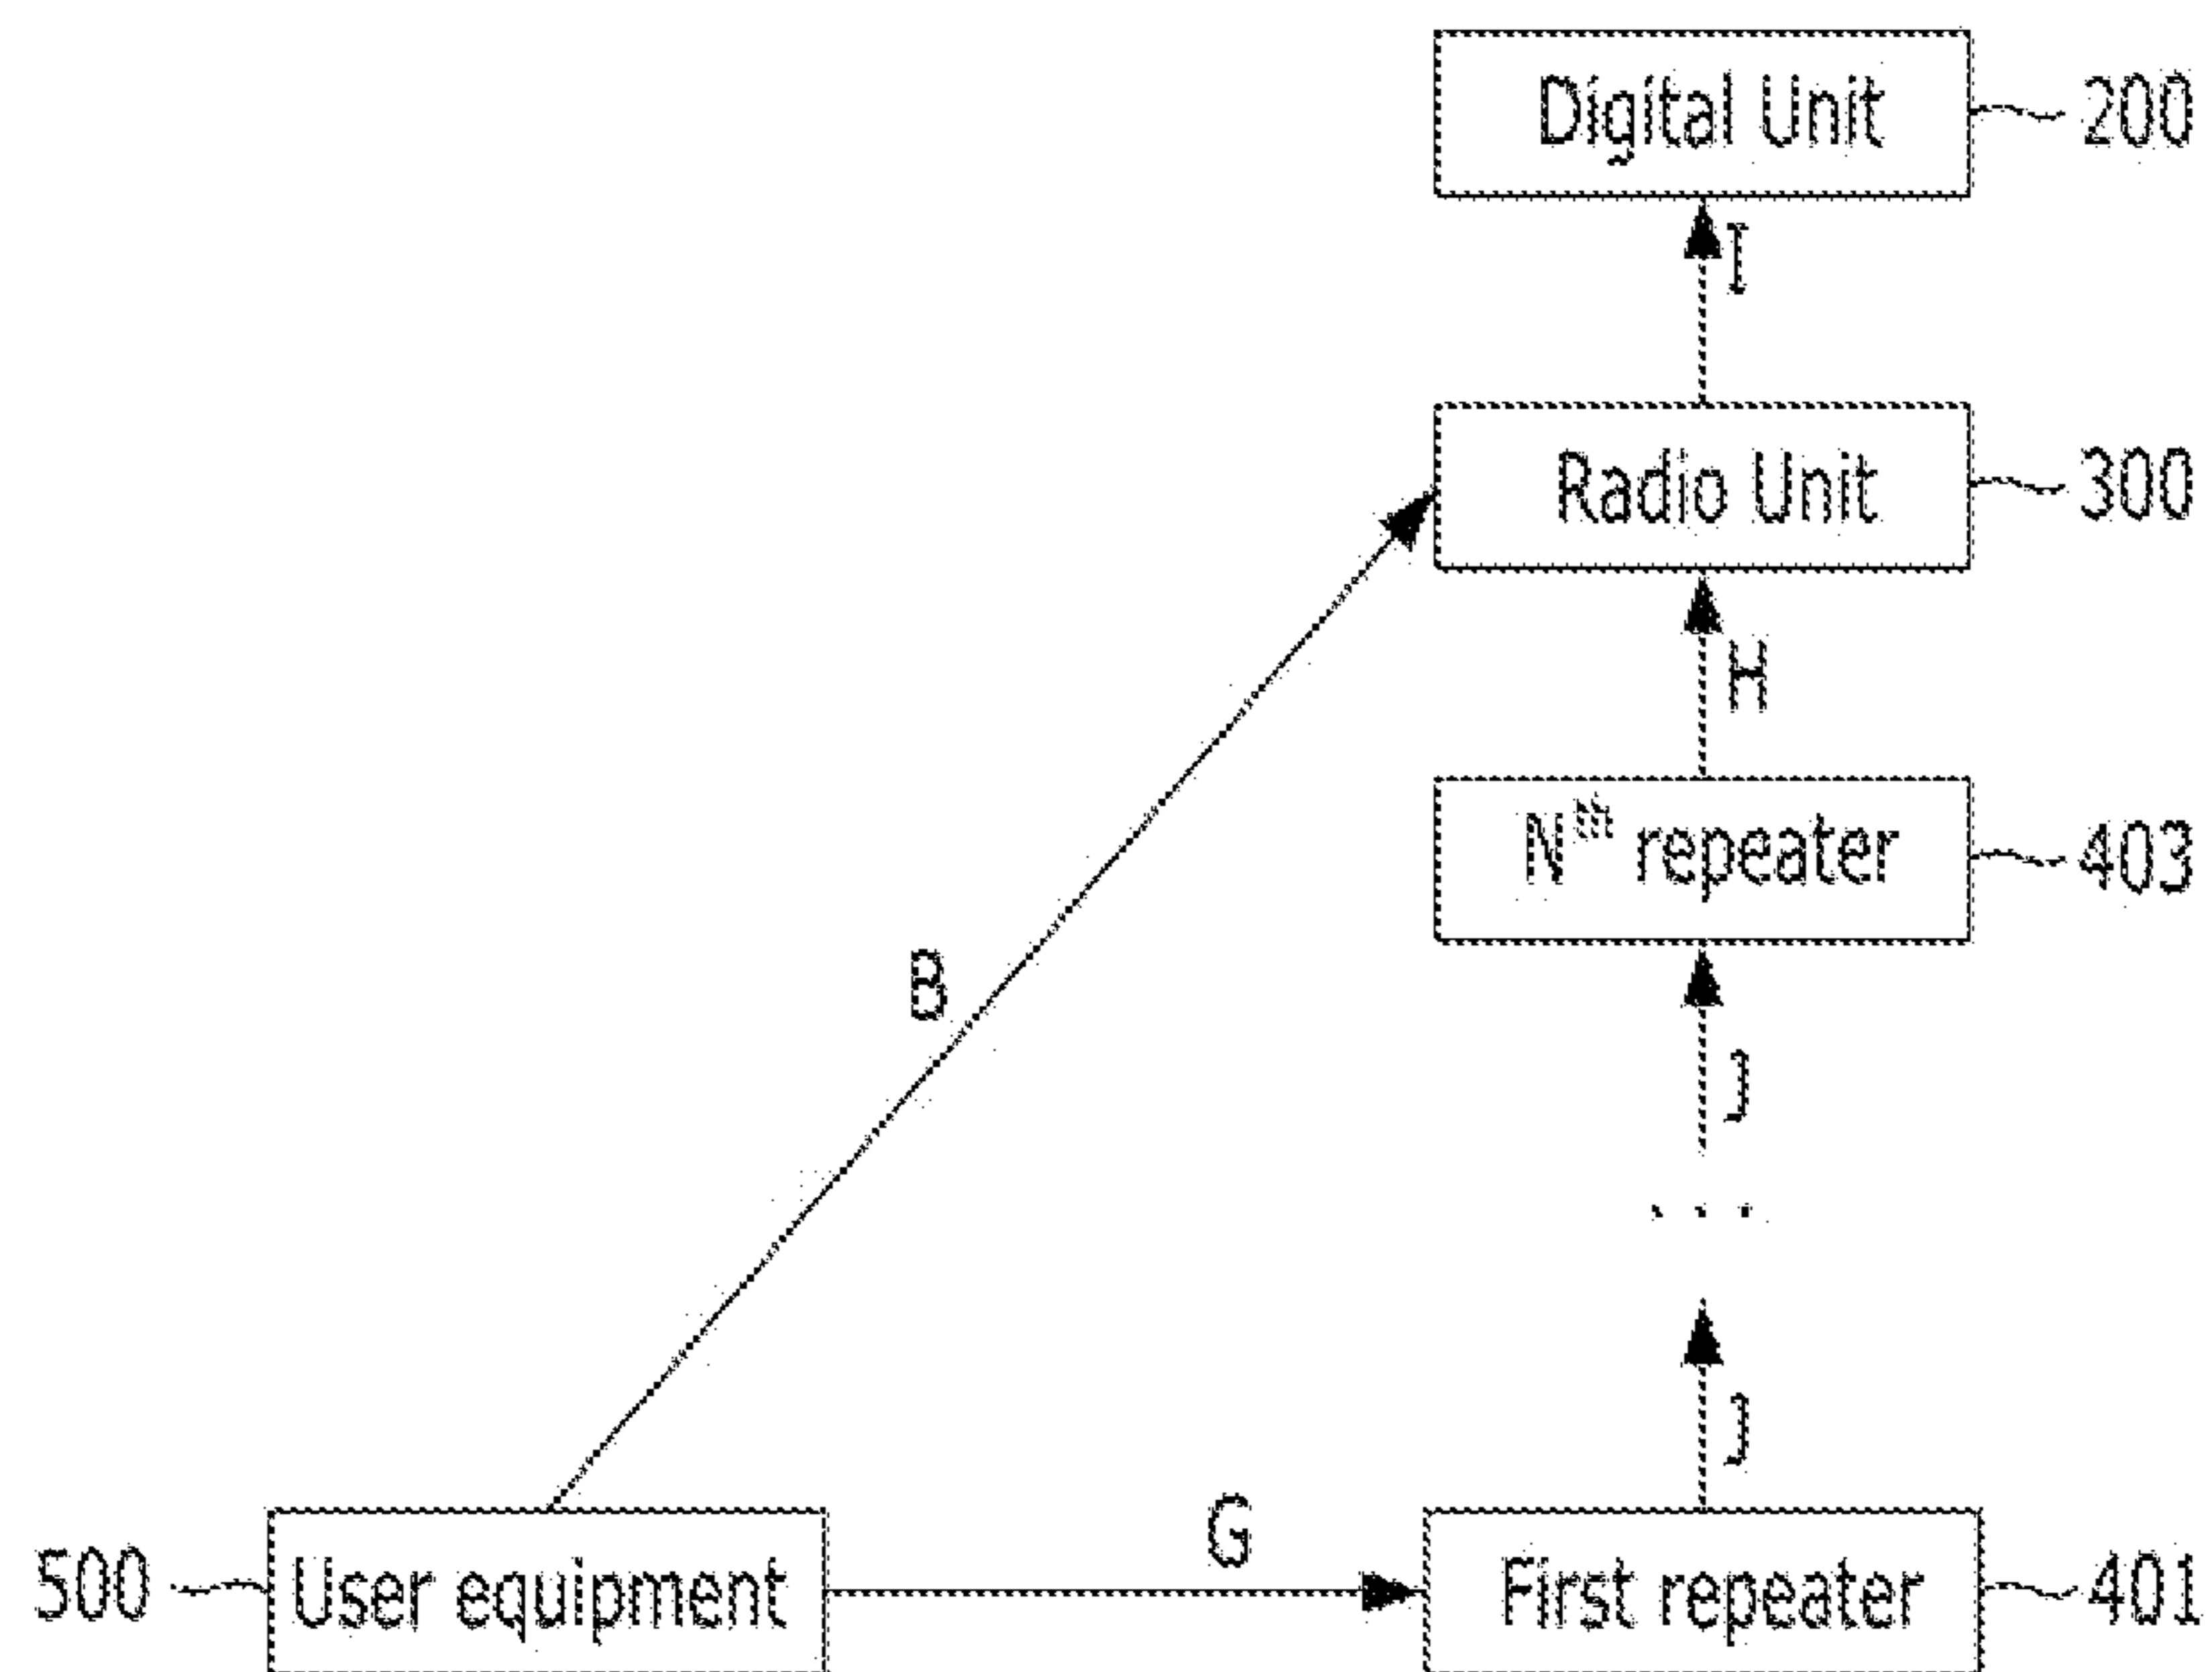 Digital Unit 200
I
Radio Unit 300
H
Nth repeater 403
B
J
...
J
G
500 User equipment
First repeater 401